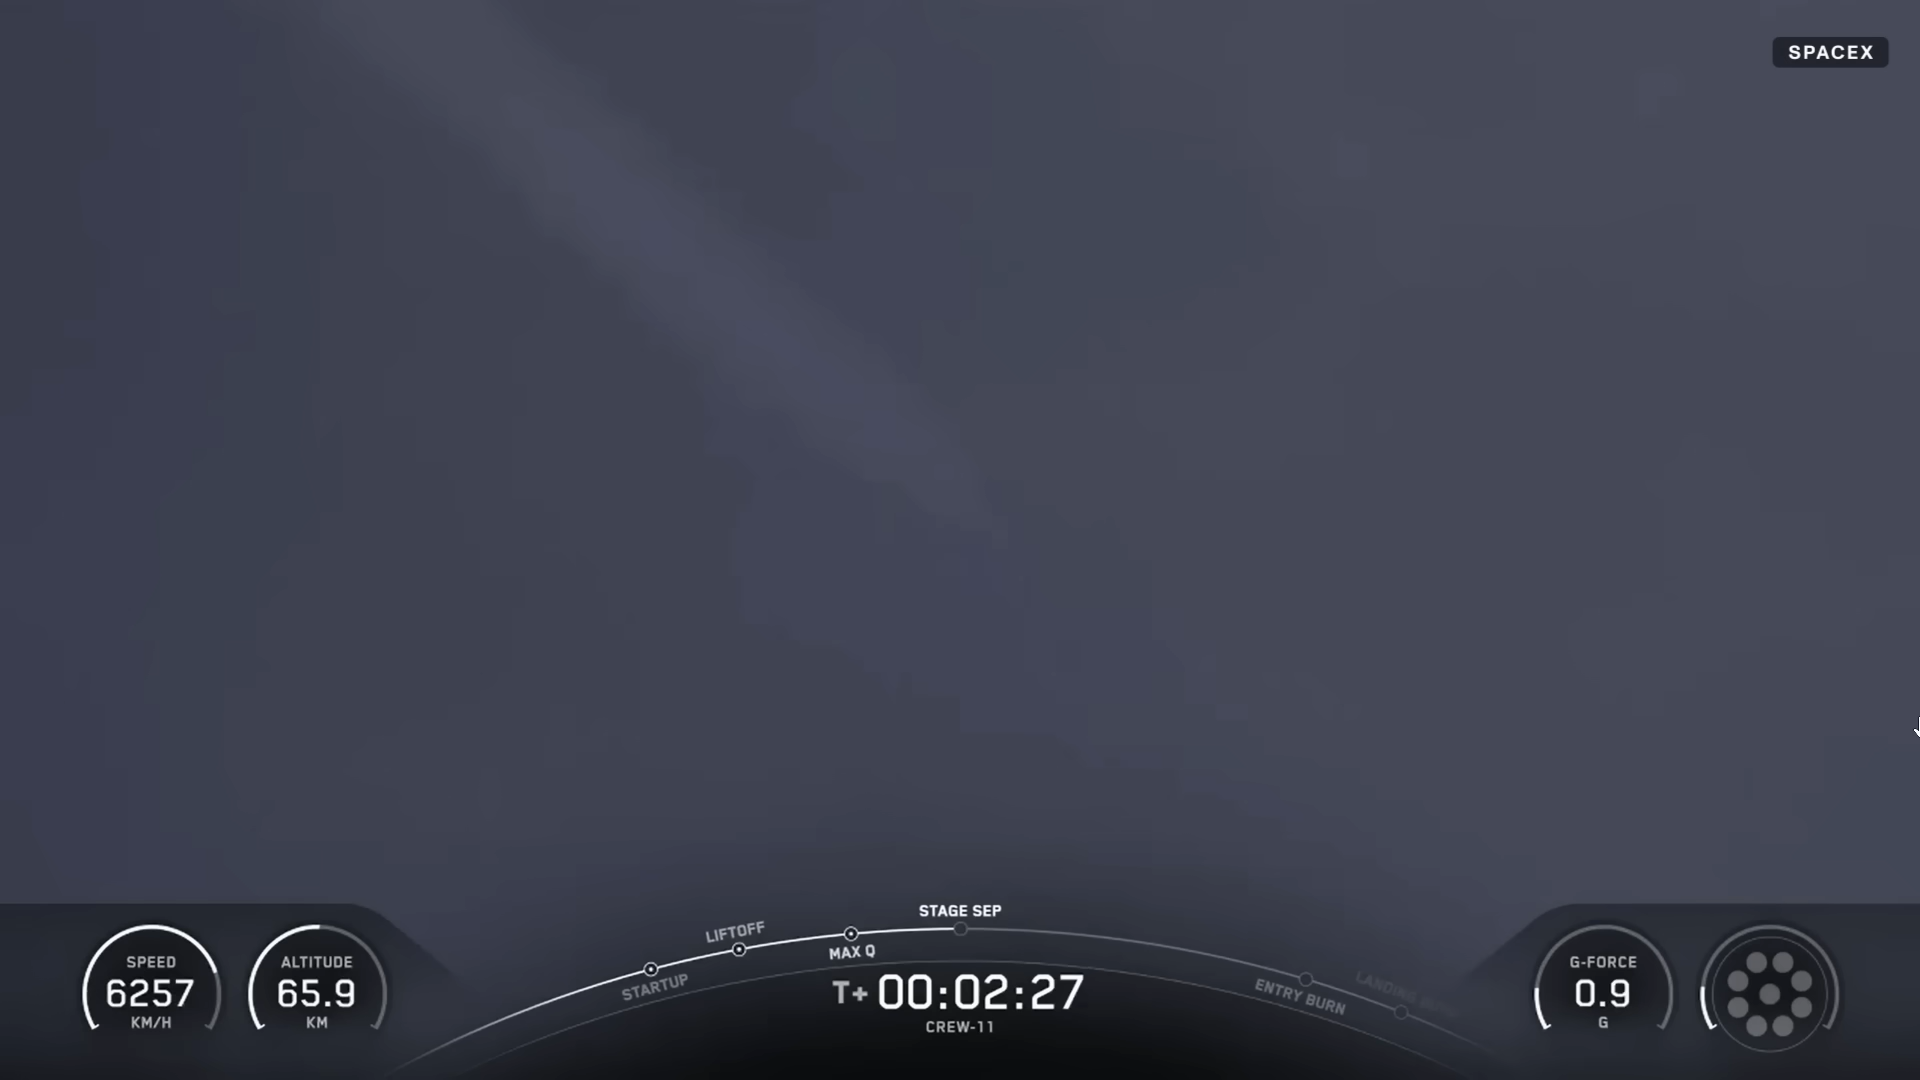 SPACEX
STAGE SEP
LIFTOFF
MAX Q
STARTUP
ENTRY BURN
LANDING
SPEED
6257
KM/H
ALTITUDE
65.9
KM
T+ 00:02:27
CREW-11
G-FORCE
0.9
G